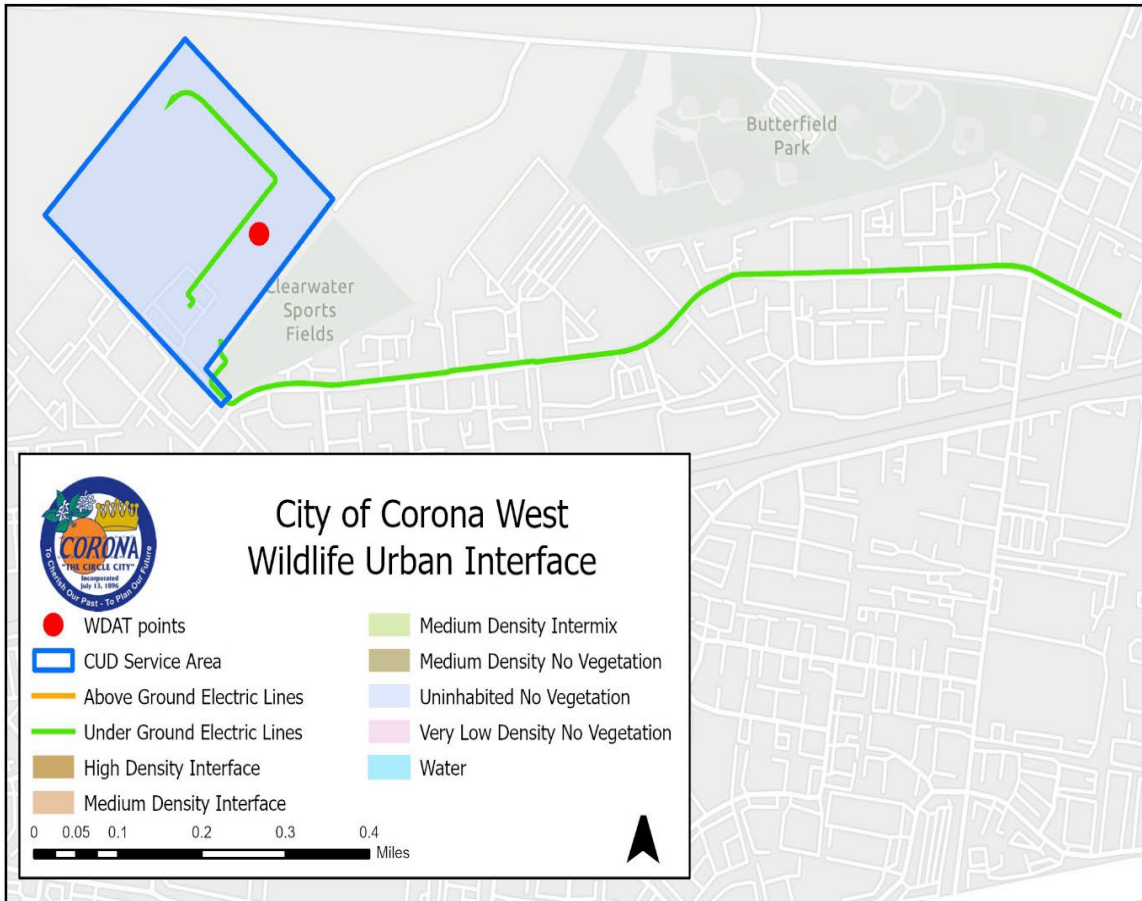 Butterfield
Park
Clearwater
Sports
Fields
City of Corona West
Wildlife Urban Interface
CORONA
"THE CIRCLE CITY"
Incorporated
July 13, 1896
To Cherish Our Past - To Plan Our Future
WDAT points
CUD Service Area
Above Ground Electric Lines
Under Ground Electric Lines
High Density Interface
Medium Density Interface
Medium Density Intermix
Medium Density No Vegetation
Uninhabited No Vegetation
Very Low Density No Vegetation
Water
0 0.05 0.1 0.2 0.3 0.4
Miles